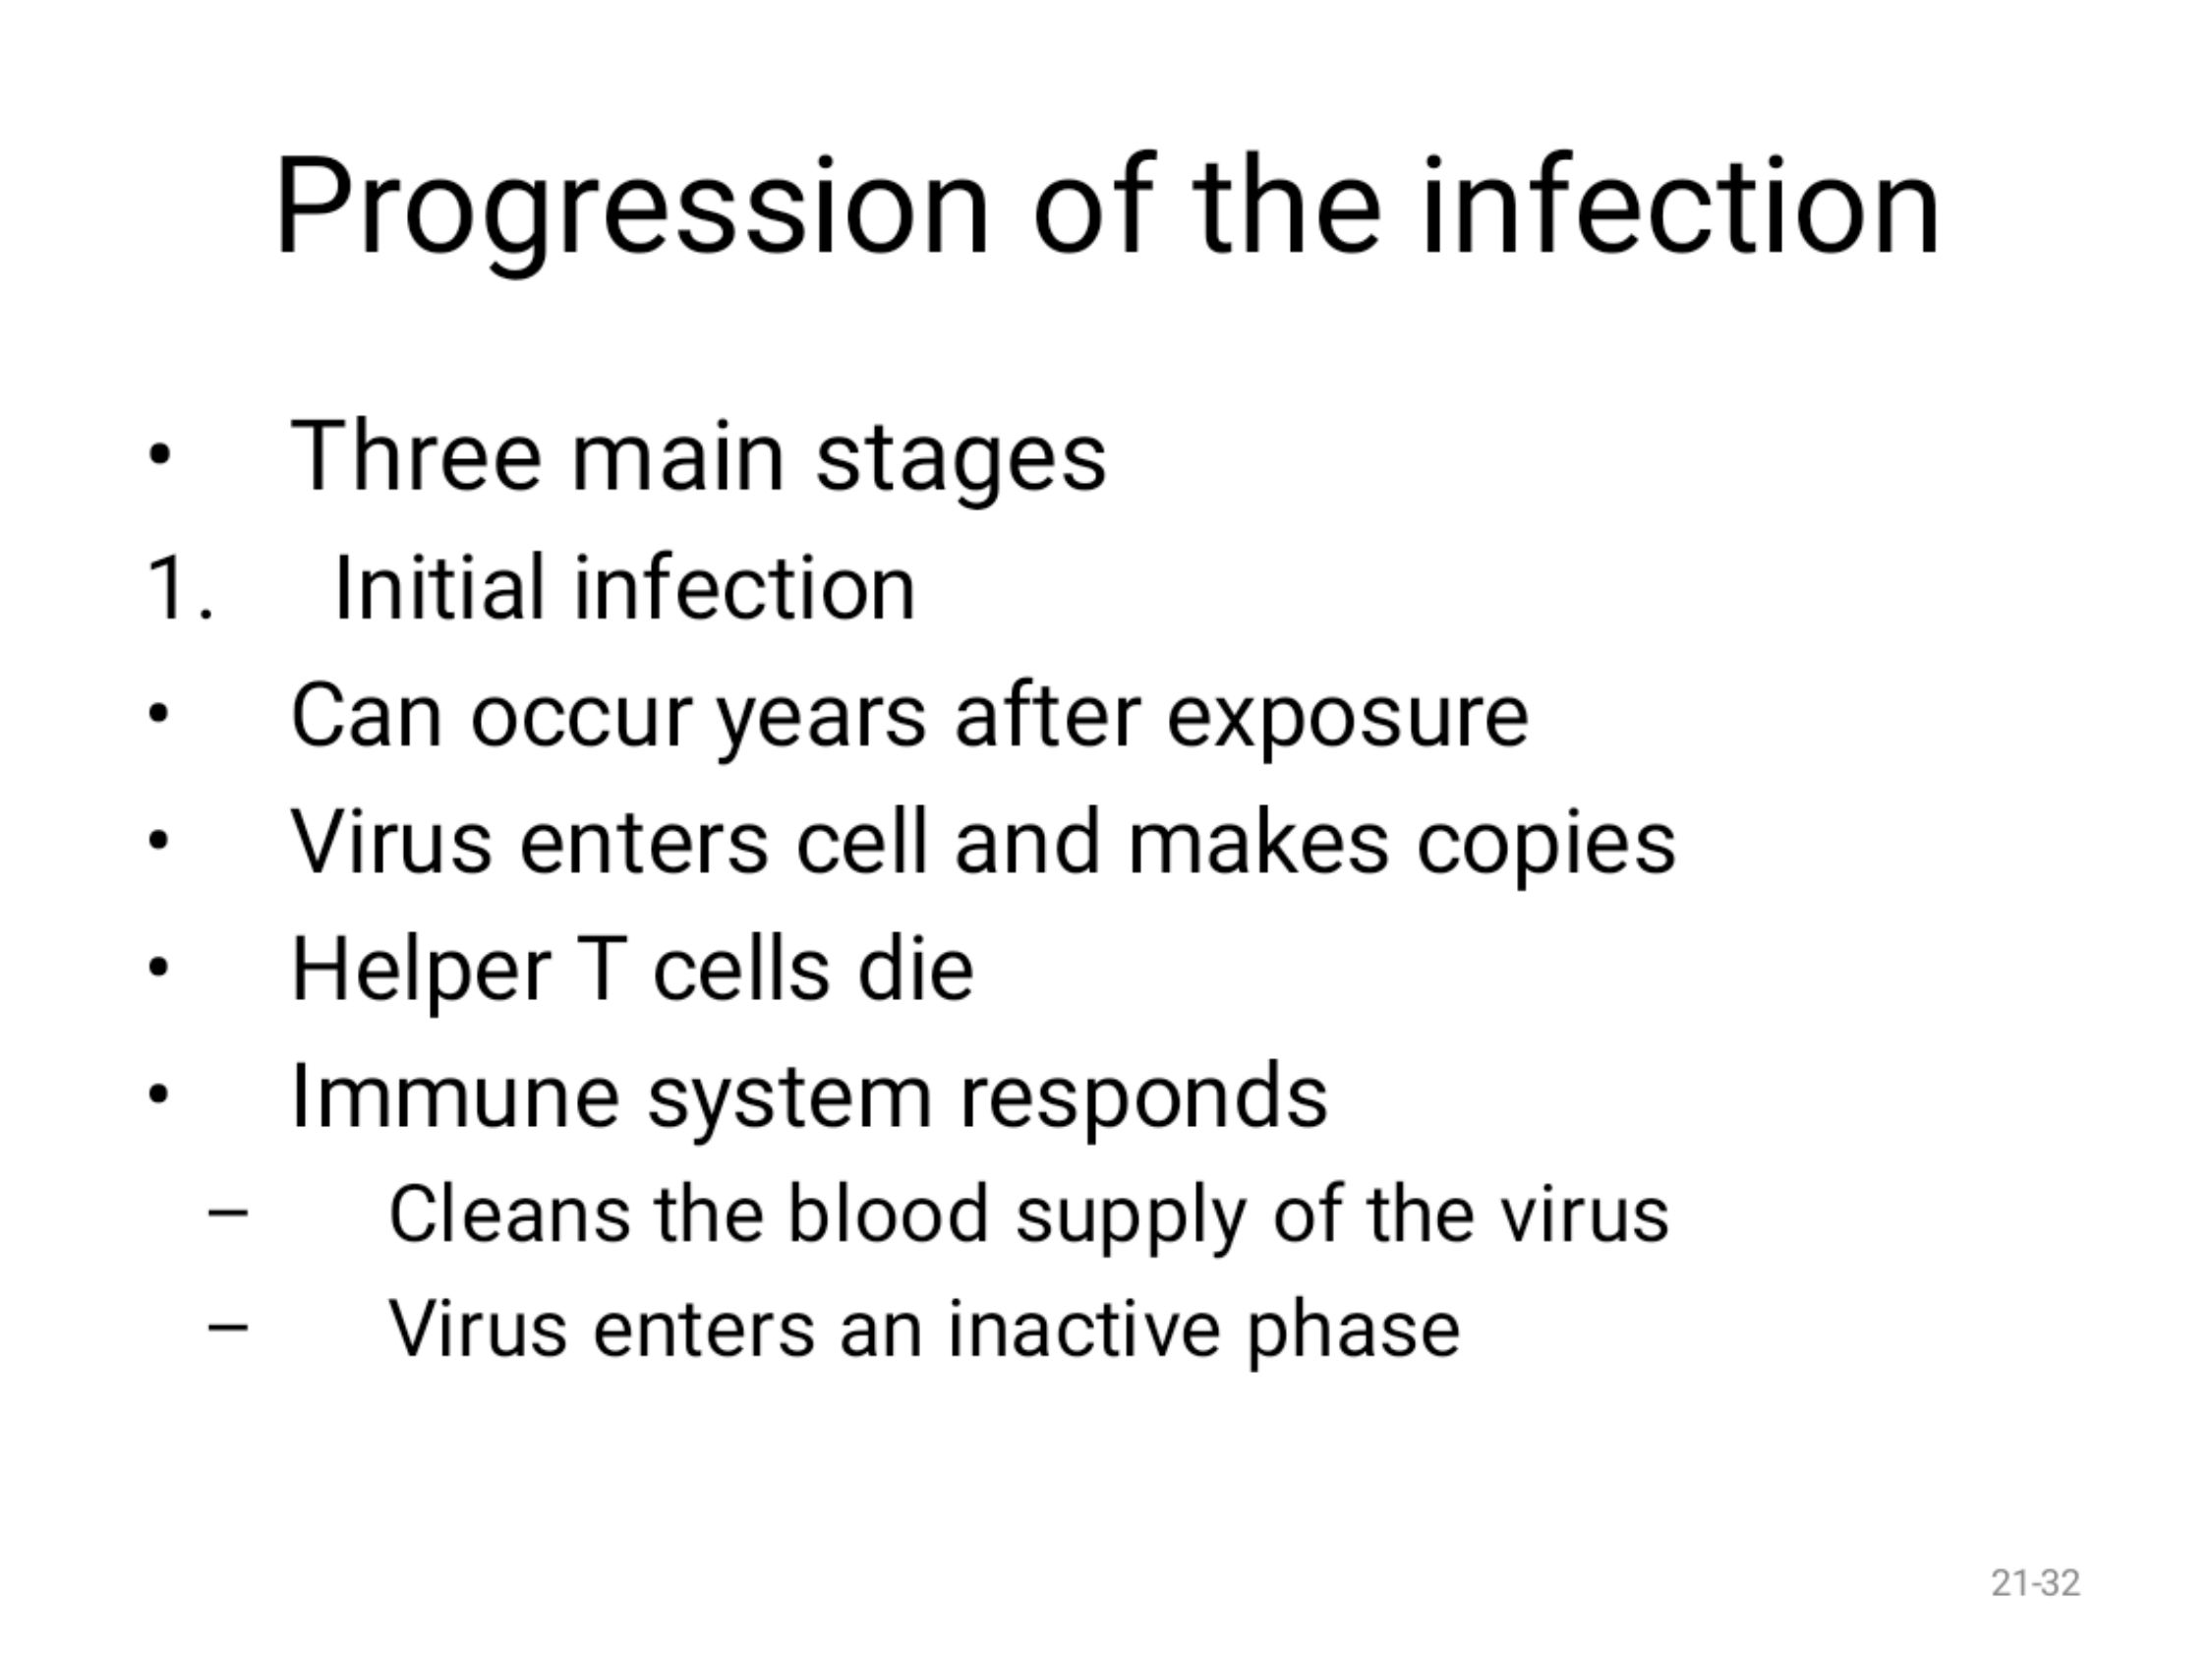 Progression of the infection
• Three main stages
1. Initial infection
• Can occur years after exposure
• Virus enters cell and makes copies
• Helper T cells die
• Immune system responds
– Cleans the blood supply of the virus
– Virus enters an inactive phase
21-32